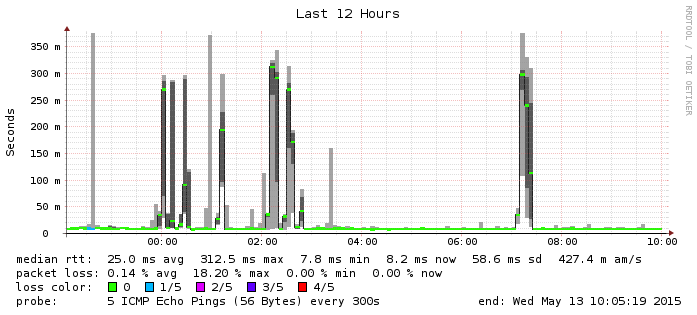 Last 12 Hours
RRDTOOL / TOBI OETIKER
Seconds
350 m
300 m
250 m
200 m
150 m
100 m
50 m
0
00:00 02:00 04:00 06:00 08:00 10:00
median rtt: 25.0 ms avg 312.5 ms max 7.8 ms min 8.2 ms now 58.6 ms sd 427.4 m am/s
packet loss: 0.14 % avg 18.20 % max 0.00 % min 0.00 % now
loss color: 0 1/5 2/5 3/5 4/5
probe: 5 ICMP Echo Pings (56 Bytes) every 300s end: Wed May 13 10:05:19 2015